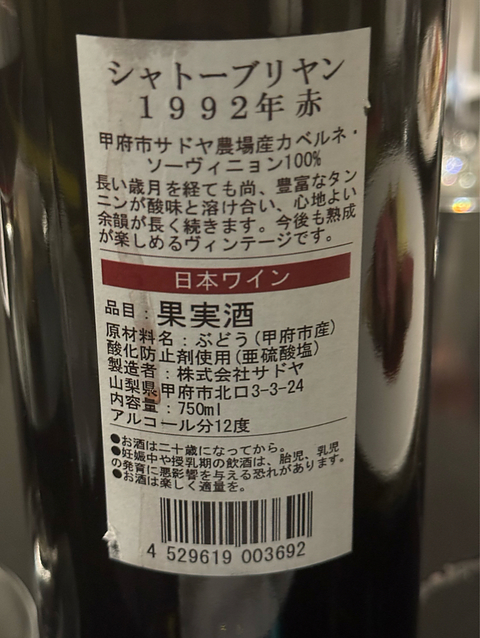 シャトーブリヤン
1992年 赤
甲府市サドヤ農場産カベルネ・
ソーヴィニョン100%
長い歳月を経ても尚、豊富なタン
ニンが酸味と溶け合い、心地よい
余韻が長く続きます。今後も熟成
が楽しめるヴィンテージです。
日本ワイン
品目：果実酒
原材料名：ぶどう(甲府市産)
酸化防止剤使用(亜硫酸塩)
製造者：株式会社サドヤ
山梨県甲府市北口3-3-24
内容量：750ml
アルコール分12度
●お酒は二十歳になってから。
●妊娠中や授乳期の飲酒は、胎児、乳児
の発育に悪影響を与える恐れがあります。
●お酒は楽しく適量を。
4 529619 003692